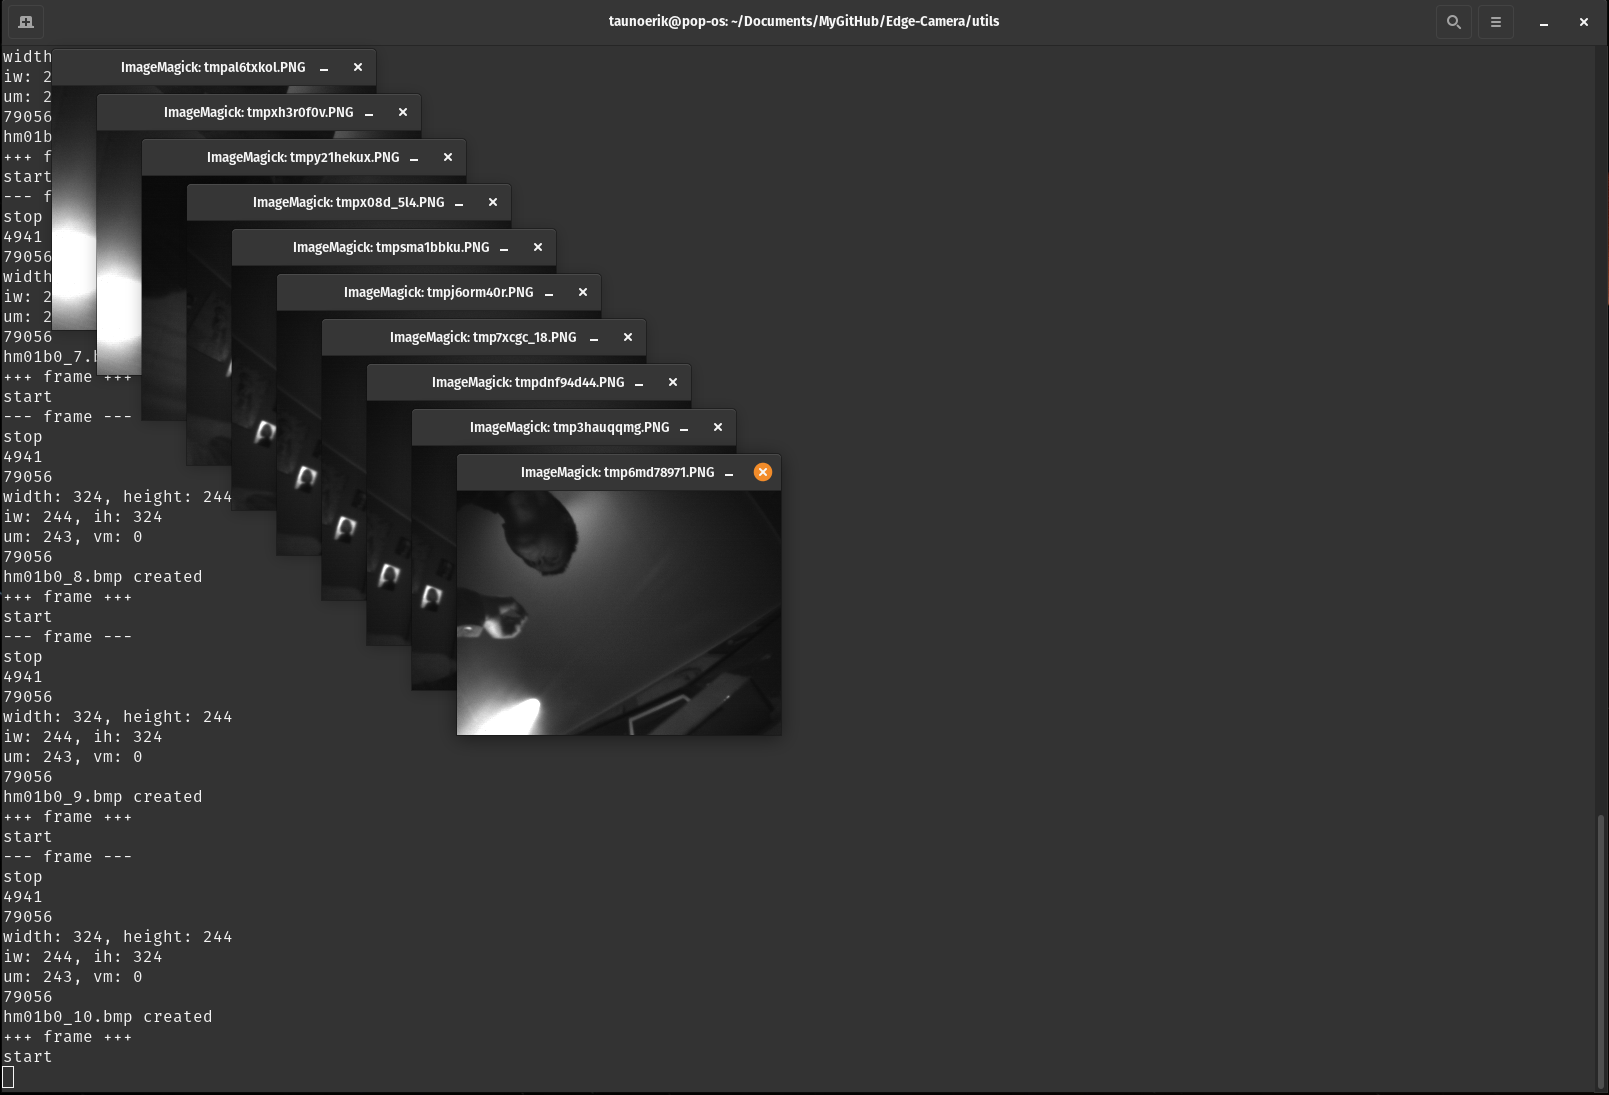 taunoerik@pop-os: ~/Documents/MyGitHub/Edge-Camera/utils
width
iw: 2
um: 2
79056
hm01b
+++ f
start
--- f
stop
4941
79056
width
iw: 2
um: 2
79056
hm01b0_7.b
+++ frame +++
start
--- frame ---
stop
4941
79056
width: 324, height: 244
iw: 244, ih: 324
um: 243, vm: 0
79056
hm01b0_8.bmp created
+++ frame +++
start
--- frame ---
stop
4941
79056
width: 324, height: 244
iw: 244, ih: 324
um: 243, vm: 0
79056
hm01b0_9.bmp created
+++ frame +++
start
--- frame ---
stop
4941
79056
width: 324, height: 244
iw: 244, ih: 324
um: 243, vm: 0
79056
hm01b0_10.bmp created
+++ frame +++
start
ImageMagick: tmpal6txkol.PNG
ImageMagick: tmpxh3r0f0v.PNG
ImageMagick: tmpy21hekux.PNG
ImageMagick: tmpx08d_5l4.PNG
ImageMagick: tmpsma1bbku.PNG
ImageMagick: tmpj6orm40r.PNG
ImageMagick: tmp7xcgc_18.PNG
ImageMagick: tmpdnf94d44.PNG
ImageMagick: tmp3hauqqmg.PNG
ImageMagick: tmp6md78971.PNG